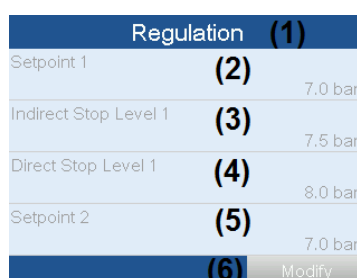 Regulation (1)
Setpoint 1 (2)
7.0 bar
Indirect Stop Level 1 (3)
7.5 bar
Direct Stop Level 1 (4)
8.0 bar
Setpoint 2 (5)
7.0 bar
(6) Modify